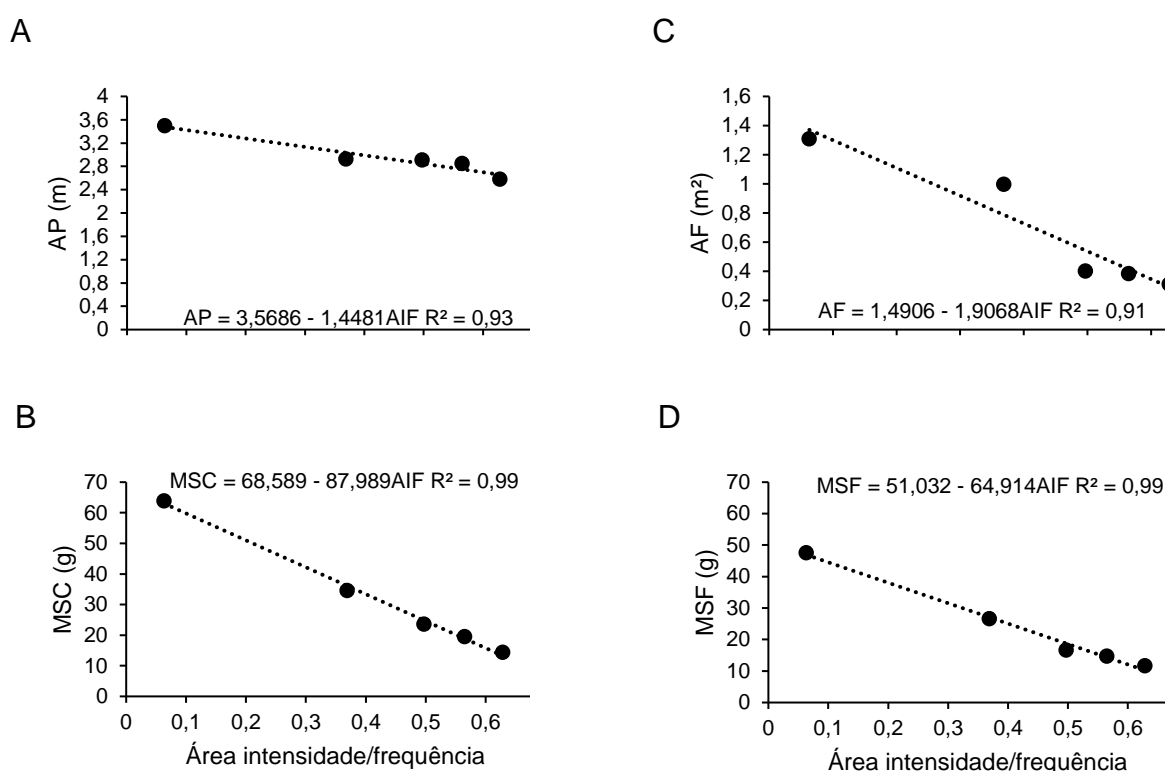 A
AP (m)
4
3,6
3,2
2,8
2,4
2
1,6
1,2
0,8
0,4
0
AP = 3,5686 - 1,4481AIF R² = 0,93
C
AF (m²)
1,6
1,4
1,2
1
0,8
0,6
0,4
0,2
0
AF = 1,4906 - 1,9068AIF R² = 0,91
B
MSC (g)
70
60
50
40
30
20
10
0
MSC = 68,589 - 87,989AIF R² = 0,99
0 0,1 0,2 0,3 0,4 0,5 0,6
Área intensidade/frequência
D
MSF (g)
70
60
50
40
30
20
10
0
MSF = 51,032 - 64,914AIF R² = 0,99
0 0,1 0,2 0,3 0,4 0,5 0,6
Área intensidade/frequência